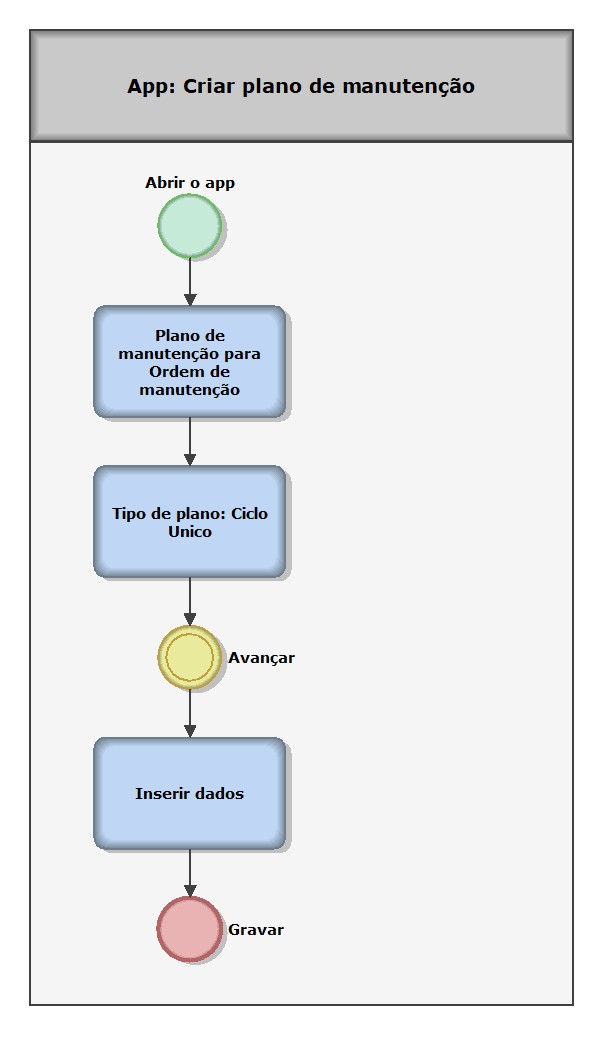 App: Criar plano de manutenção
Abrir o app
Plano de
manutenção para
Ordem de
manutenção
Tipo de plano: Ciclo
Unico
Avançar
Inserir dados
Gravar